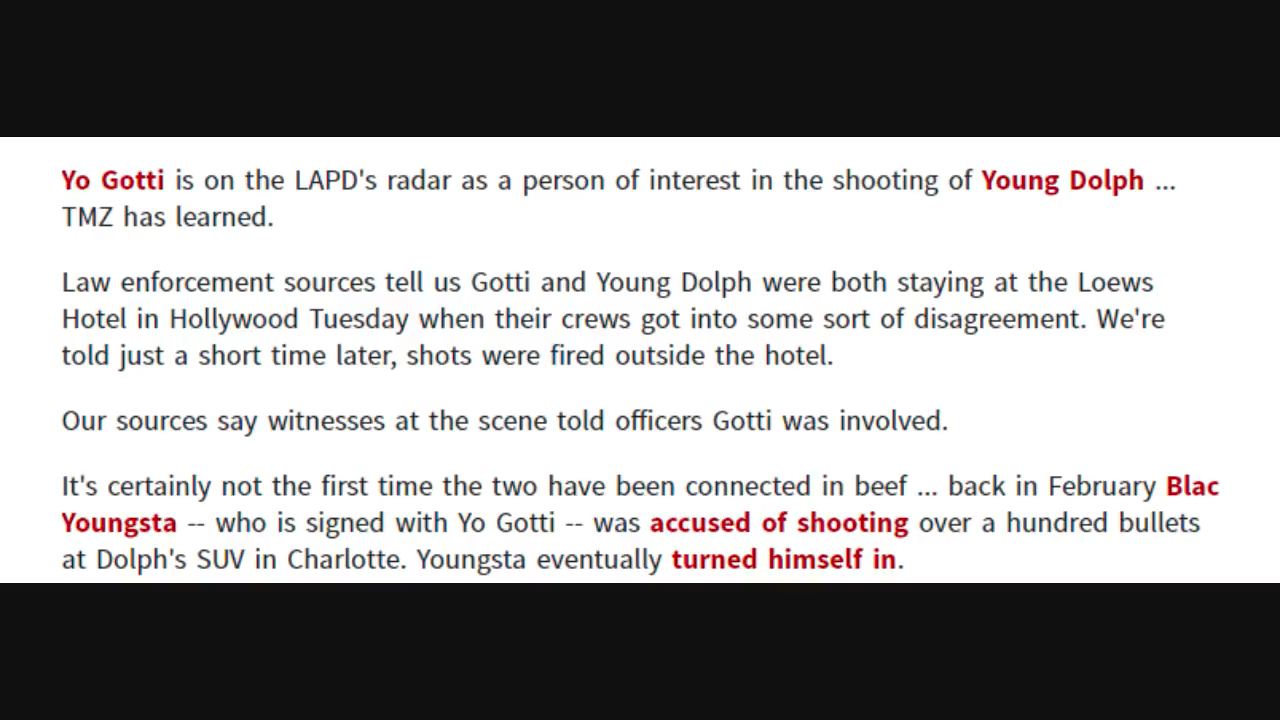 Yo Gotti is on the LAPD's radar as a person of interest in the shooting of Young Dolph ...
TMZ has learned.
Law enforcement sources tell us Gotti and Young Dolph were both staying at the Loews
Hotel in Hollywood Tuesday when their crews got into some sort of disagreement. We're
told just a short time later, shots were fired outside the hotel.
Our sources say witnesses at the scene told officers Gotti was involved.
It's certainly not the first time the two have been connected in beef ... back in February Blac
Youngsta -- who is signed with Yo Gotti -- was accused of shooting over a hundred bullets
at Dolph's SUV in Charlotte. Youngsta eventually turned himself in.